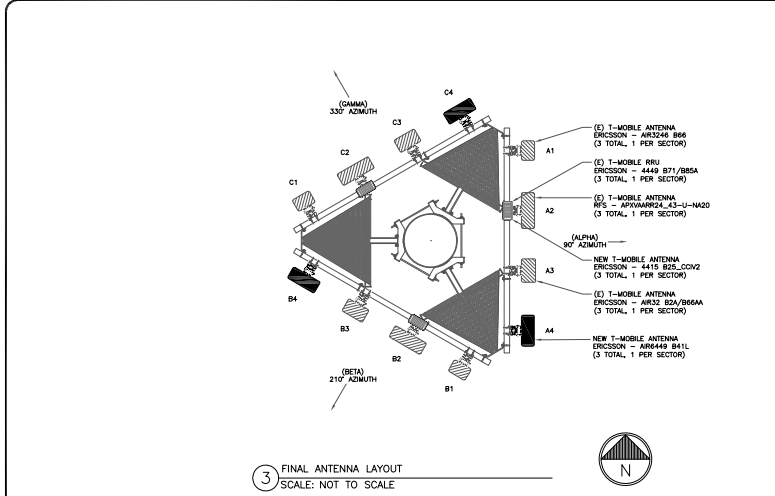 C4
(GAMMA)
330° AZIMUTH
C3
C2
C1
(E) T-MOBILE ANTENNA
ERICSSON - AIR3246 B66
(3 TOTAL, 1 PER SECTOR)
A1
(E) T-MOBILE RRU
ERICSSON - 4449 B71/B85A
(3 TOTAL, 1 PER SECTOR)
(E) T-MOBILE ANTENNA
RFS - APXVAARR24_43-U-NA20
(3 TOTAL, 1 PER SECTOR)
A2
(ALPHA)
90° AZIMUTH
NEW T-MOBILE ANTENNA
ERICSSON - 4415 B25_CCIV2
(3 TOTAL, 1 PER SECTOR)
A3
(E) T-MOBILE ANTENNA
ERICSSON - AIR32 B2A/B66AA
(3 TOTAL, 1 PER SECTOR)
A4
NEW T-MOBILE ANTENNA
ERICSSON - AIR6449 B41L
(3 TOTAL, 1 PER SECTOR)
B4
B3
B2
B1
(BETA)
210° AZIMUTH
3
FINAL ANTENNA LAYOUT
SCALE: NOT TO SCALE
N